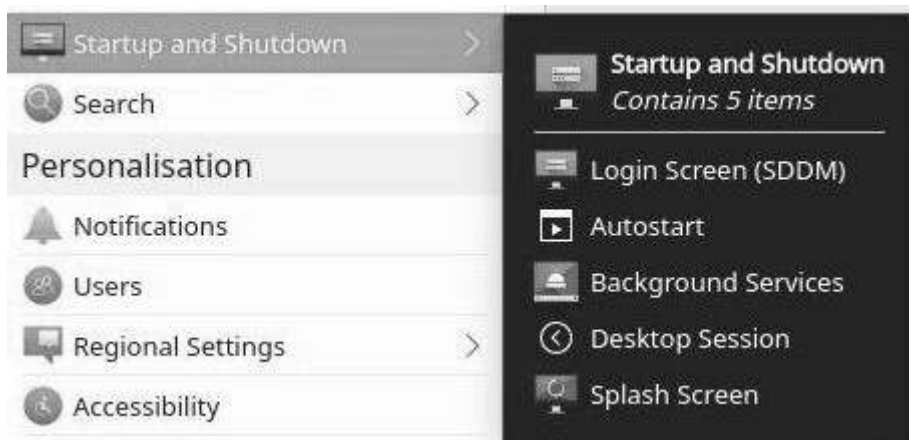 Startup and Shutdown
Search
Personalisation
Notifications
Users
Regional Settings
Accessibility
Startup and Shutdown
Contains 5 items
Login Screen (SDDM)
Autostart
Background Services
Desktop Session
Splash Screen